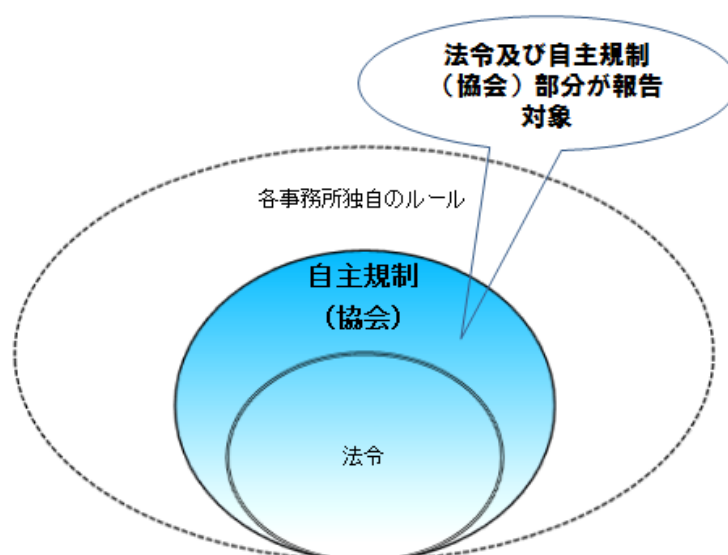 法令及び自主規制
（協会）部分が報告
対象
各事務所独自のルール
自主規制
（協会）
法令